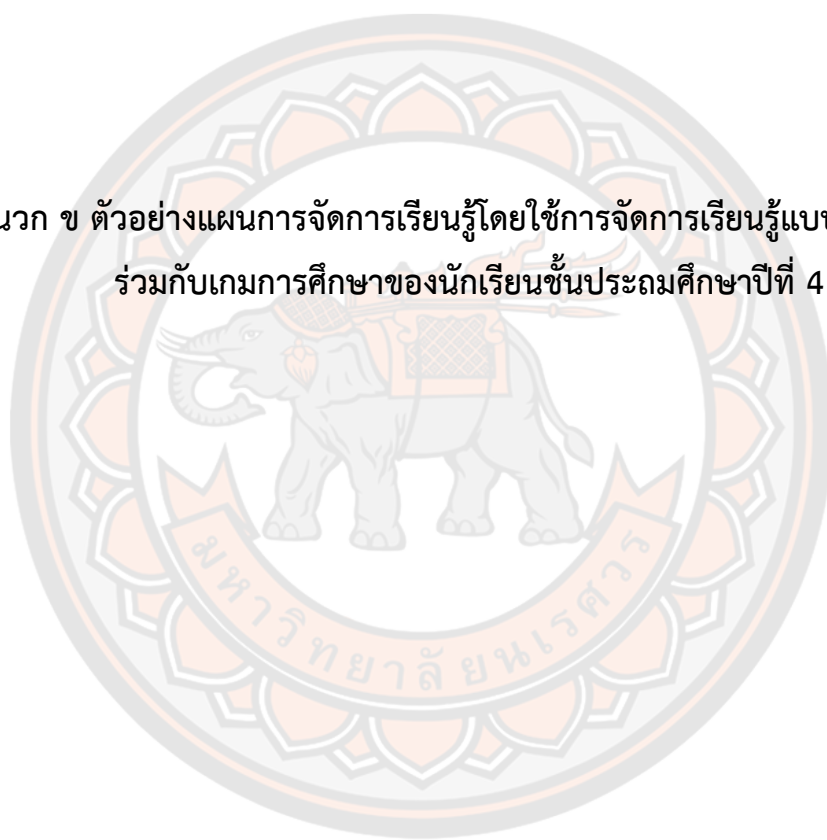 นวก ข ตัวอย่างแผนการจัดการเรียนรู้โดยใช้การจัดการเรียนรู้แบบ
ร่วมกับเกมการศึกษาของนักเรียนชั้นประถมศึกษาปีที่ 4
มหาวิทยาลัยนเรศวร